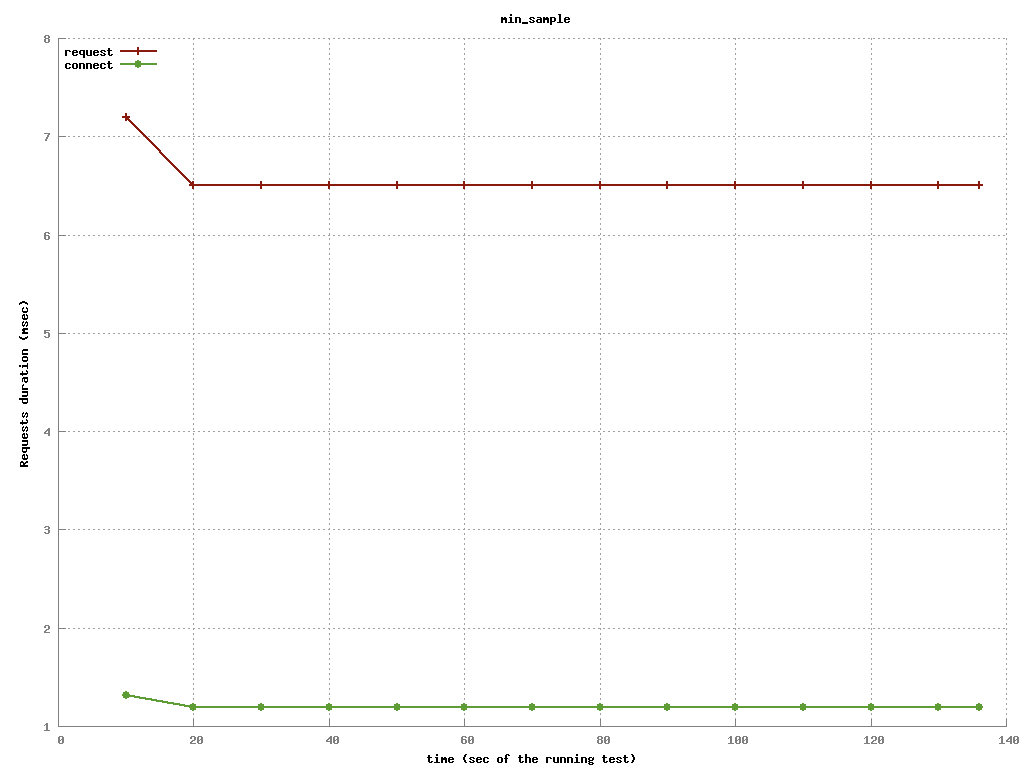 min_sample
8
request
connect
7
6
5
4
3
2
1
Requests duration (msec)
0 20 40 60 80 100 120 140
time (sec of the running test)